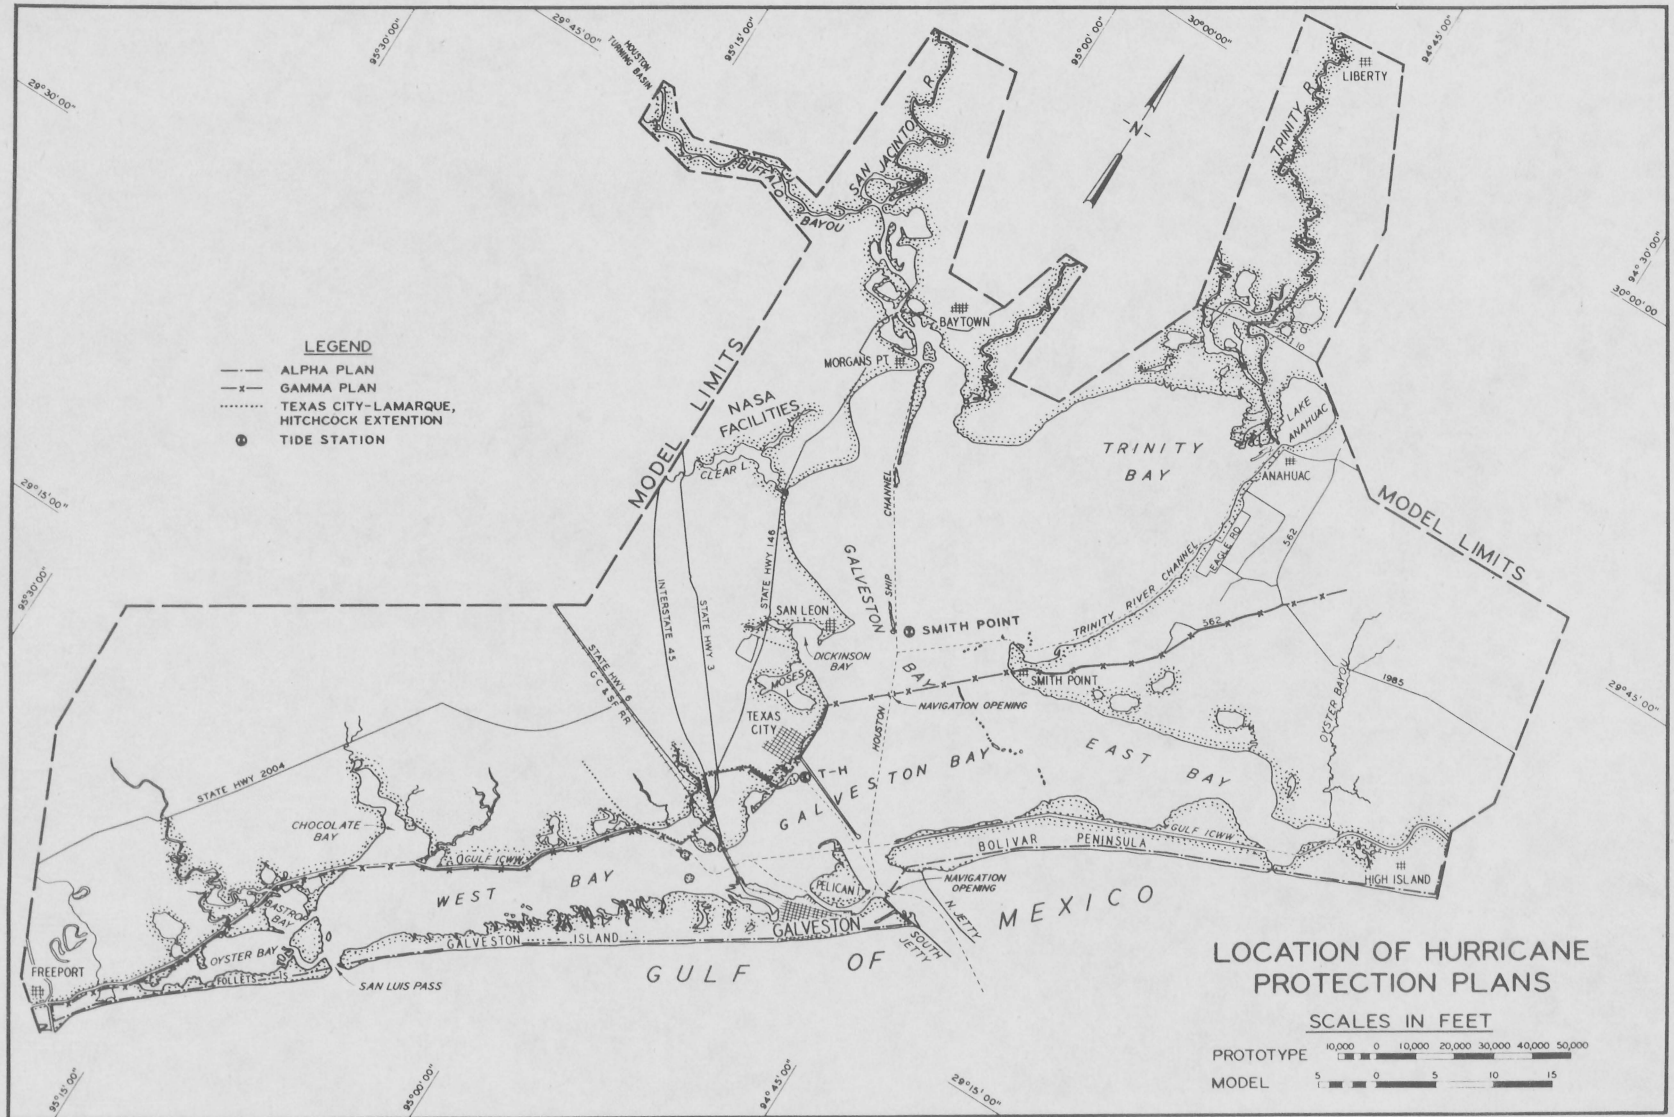 95°30'00"
29°45'00"
HOUSTON
TURNING BASIN
95°15'00"
95°00'00"
30°00'00"
94°45'00"
29°30'00"
LIBERTY
TRINITY R
N
SAN JACINTO R
BUFFALO
BAYOU
94°30'00"
30°00'00"
I 10
BAYTOWN
MORGANS PT.
LEGEND
ALPHA PLAN
GAMMA PLAN
TEXAS CITY-LAMARQUE,
HITCHCOCK EXTENTION
TIDE STATION
MODEL LIMITS
NASA
FACILITIES
CLEAR L.
LAKE
ANAHUAC
TRINITY
BAY
ANAHUAC
MODEL LIMITS
29°15'00"
95°30'00"
CHANNEL
SHIP
HOUSTON
GALVESTON
BAY
STATE HWY 146
INTERSTATE 45
STATE HWY 3
EAGLE RD
562
TRINITY RIVER CHANNEL
562
SAN LEON
SMITH POINT
DICKINSON
BAY
SMITH POINT
MOSES
L.
STATE HWY 6
G.C & SF RR
NAVIGATION OPENING
1985
OYSTER BAYOU
29°45'00"
TEXAS
CITY
T-H
GALVESTON BAY
EAST BAY
STATE HWY 2004
CHOCOLATE
BAY
GULF ICWW
GULF ICWW
BOLIVAR PENINSULA
HIGH ISLAND
WEST BAY
PELICAN I
NAVIGATION
OPENING
N. JETTY
SOUTH
JETTY
GALVESTON
GALVESTON ISLAND
BASTROP
BAY
OYSTER BAY
FOLLETS IS
FREEPORT
SAN LUIS PASS
GULF OF MEXICO
LOCATION OF HURRICANE
PROTECTION PLANS
SCALES IN FEET
PROTOTYPE 10,000 0 10,000 20,000 30,000 40,000 50,000
MODEL 5 0 5 10 15
95°15'00"
95°00'00"
94°45'00"
29°15'00"